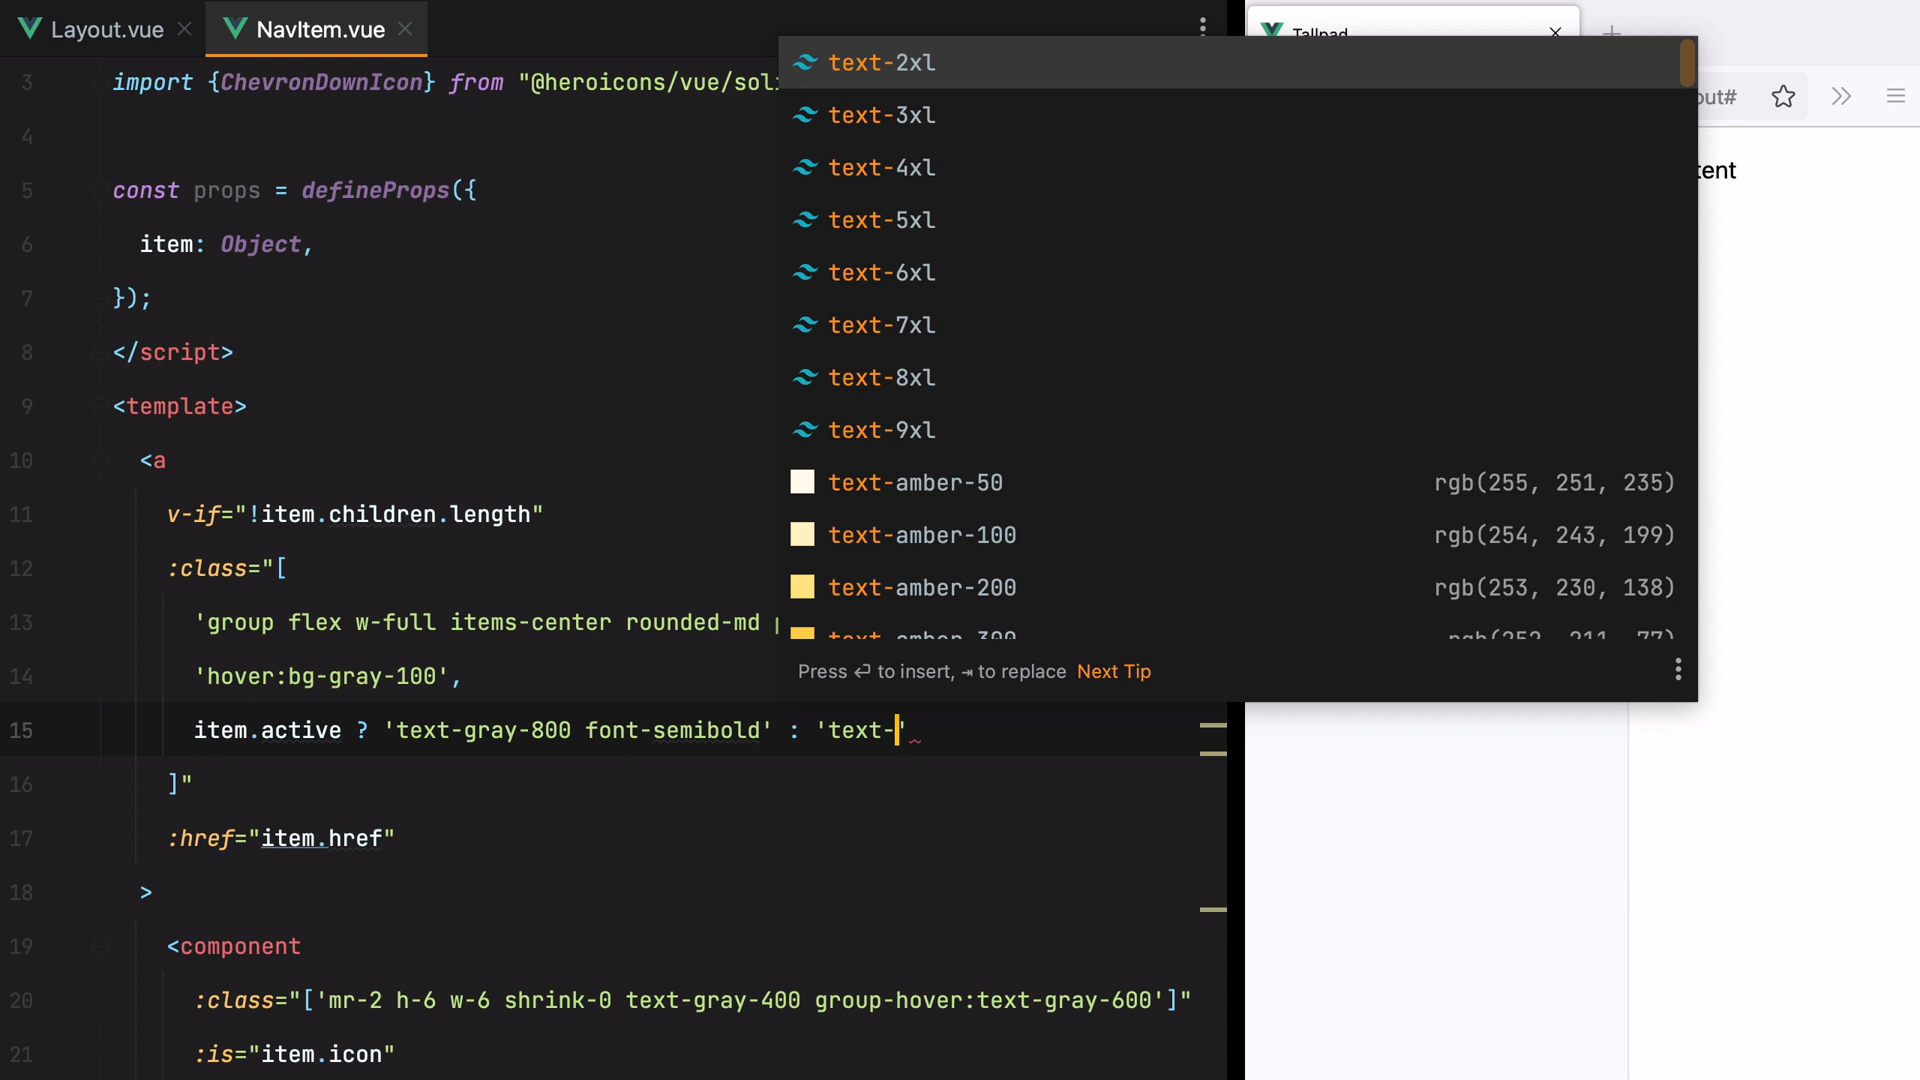 Layout.vue
NavItem.vue
Tallpad
3 import {ChevronDownIcon} from "@heroicons/vue/soli
4
5 const props = defineProps({
6 item: Object,
7 });
8 </script>
9 <template>
10 <a
11 v-if="!item.children.length"
12 :class="[
13 'group flex w-full items-center rounded-md
14 'hover:bg-gray-100',
15 item.active ? 'text-gray-800 font-semibold' : 'text-'
16 ]"
17 :href="item.href"
18 >
19 <component
20 :class="['mr-2 h-6 w-6 shrink-0 text-gray-400 group-hover:text-gray-600']"
21 :is="item.icon"
text-2xl
text-3xl
text-4xl
text-5xl
text-6xl
text-7xl
text-8xl
text-9xl
text-amber-50 rgb(255, 251, 235)
text-amber-100 rgb(254, 243, 199)
text-amber-200 rgb(253, 230, 138)
text-amber-300 rgb(252, 211, 77)
Press ⏎ to insert, ⇥ to replace Next Tip
out#
tent